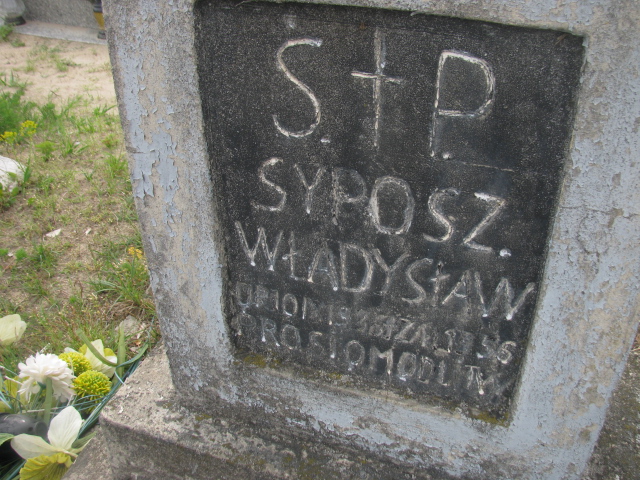 S. † P.
SYPOSZ.
WŁADYSŁAW
PROSI O MODLITW